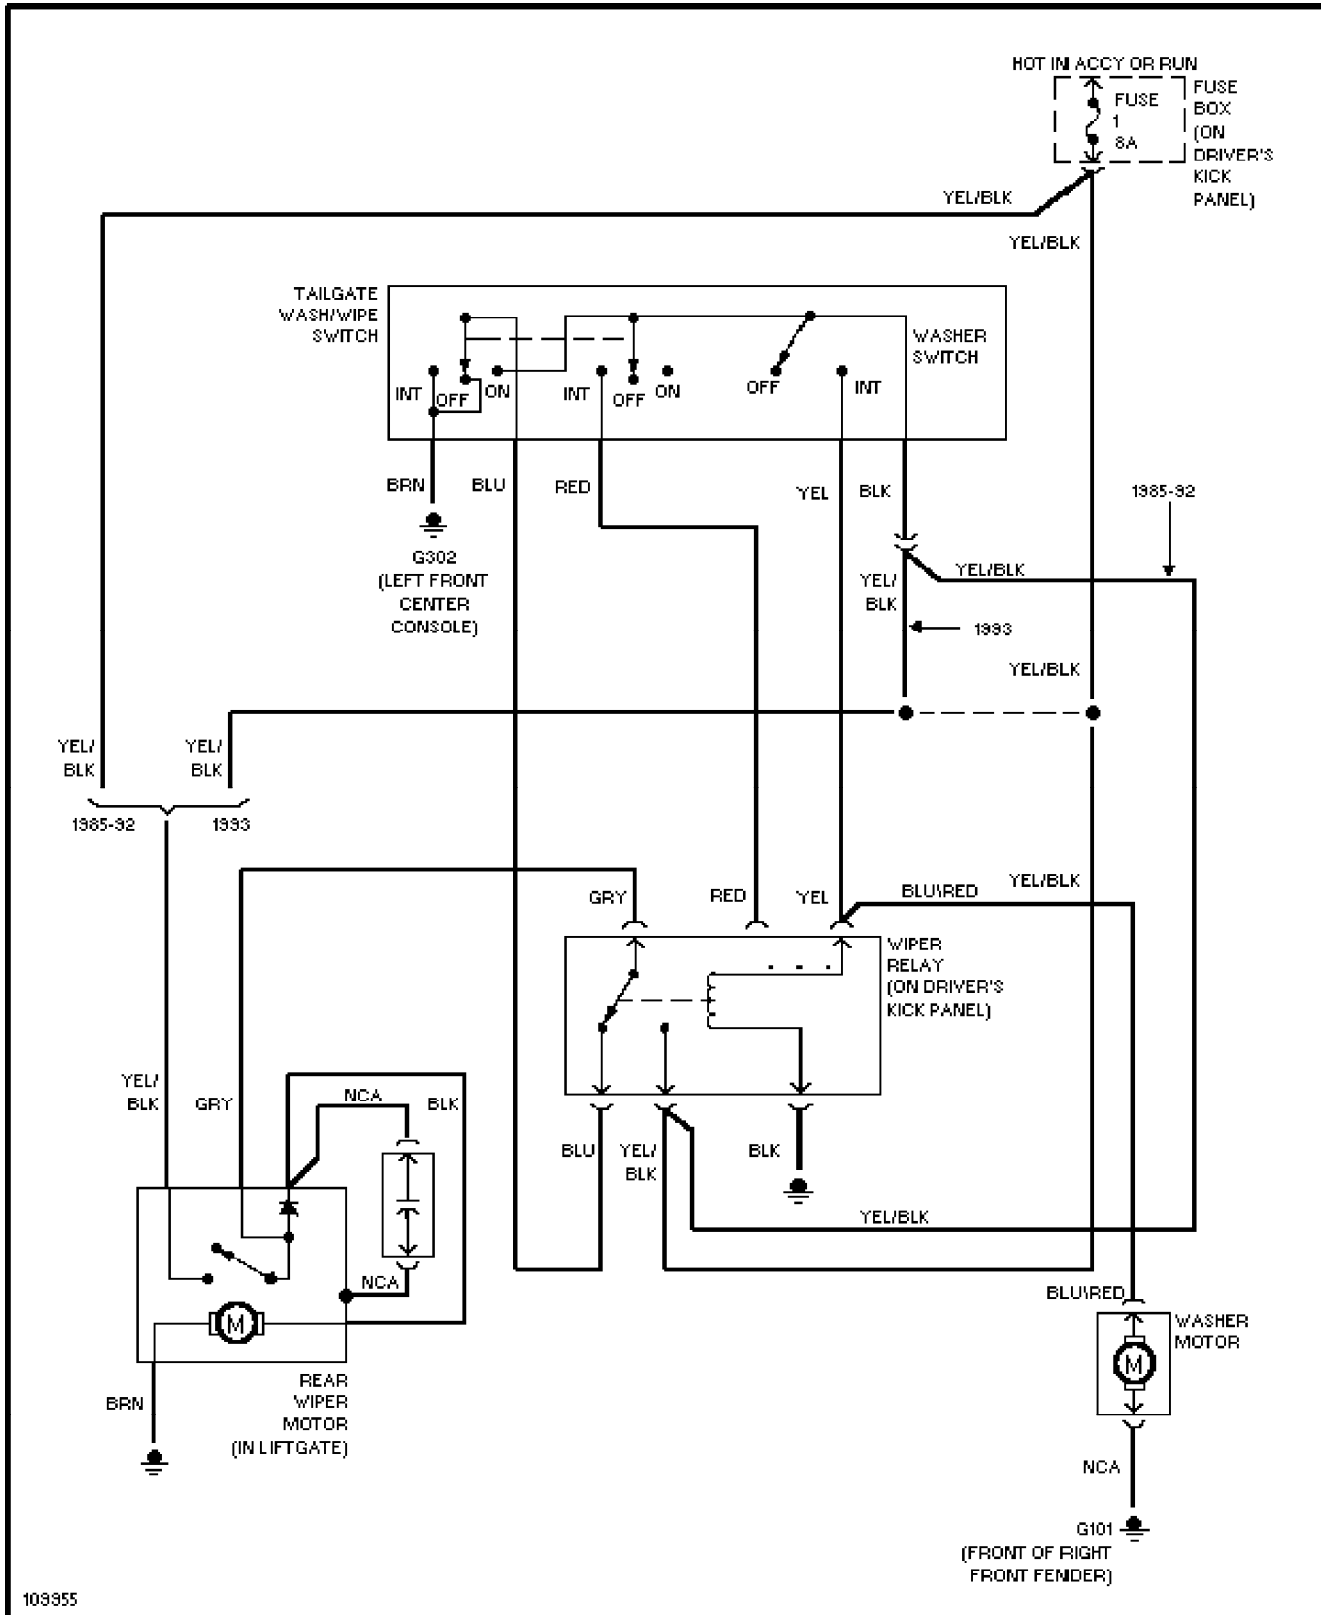 HOT IN ACCY OR RUN
FUSE
1
8A
FUSE
BOX
(ON
DRIVER'S
KICK
PANEL)
YEL/BLK
YEL/BLK
TAILGATE
WASH/WIPE
SWITCH
WASHER
SWITCH
INT
OFF
ON
INT
OFF
ON
OFF
INT
BRN
BLU
RED
YEL
BLK
1985-92
G302
(LEFT FRONT
CENTER
CONSOLE)
YEL/
BLK
YEL/BLK
1993
YEL/BLK
YEL/
BLK
YEL/
BLK
1985-92
1993
GRY
RED
YEL
BLU\RED
YEL/BLK
WIPER
RELAY
(ON DRIVER'S
KICK PANEL)
YEL/
BLK
GRY
NCA
BLK
BLU
YEL/
BLK
BLK
YEL/BLK
NCA
M
BLU\RED
WASHER
MOTOR
M
REAR
WIPER
MOTOR
(IN LIFTGATE)
BRN
NCA
G101
(FRONT OF RIGHT
FRONT FENDER)
109955